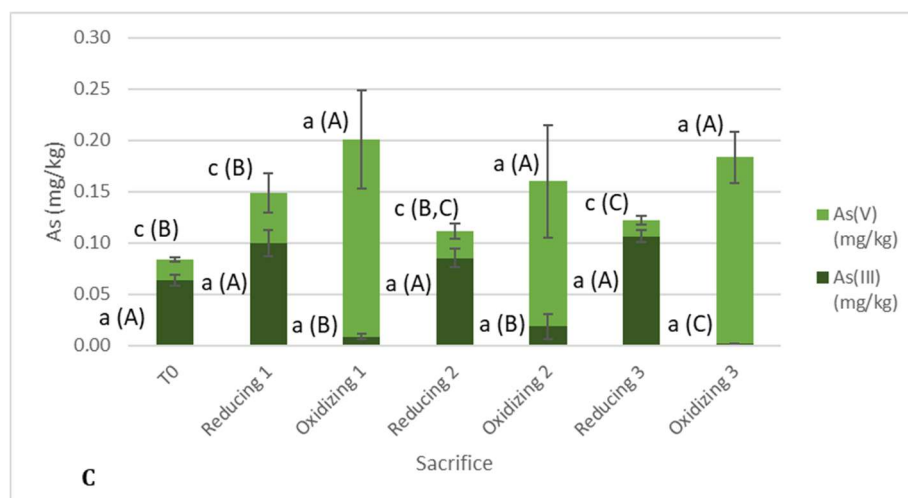 0.30
0.25
0.20
0.15
0.10
0.05
0.00
As (mg/kg)
c (B)
a (A)
c (B)
a (A)
a (A)
a (B)
c (B,C)
a (A)
a (A)
a (B)
c (C)
a (A)
a (A)
a (C)
T0
Reducing 1
Oxidizing 1
Reducing 2
Oxidizing 2
Reducing 3
Oxidizing 3
Sacrifice
As(V)
(mg/kg)
As(III)
(mg/kg)
C